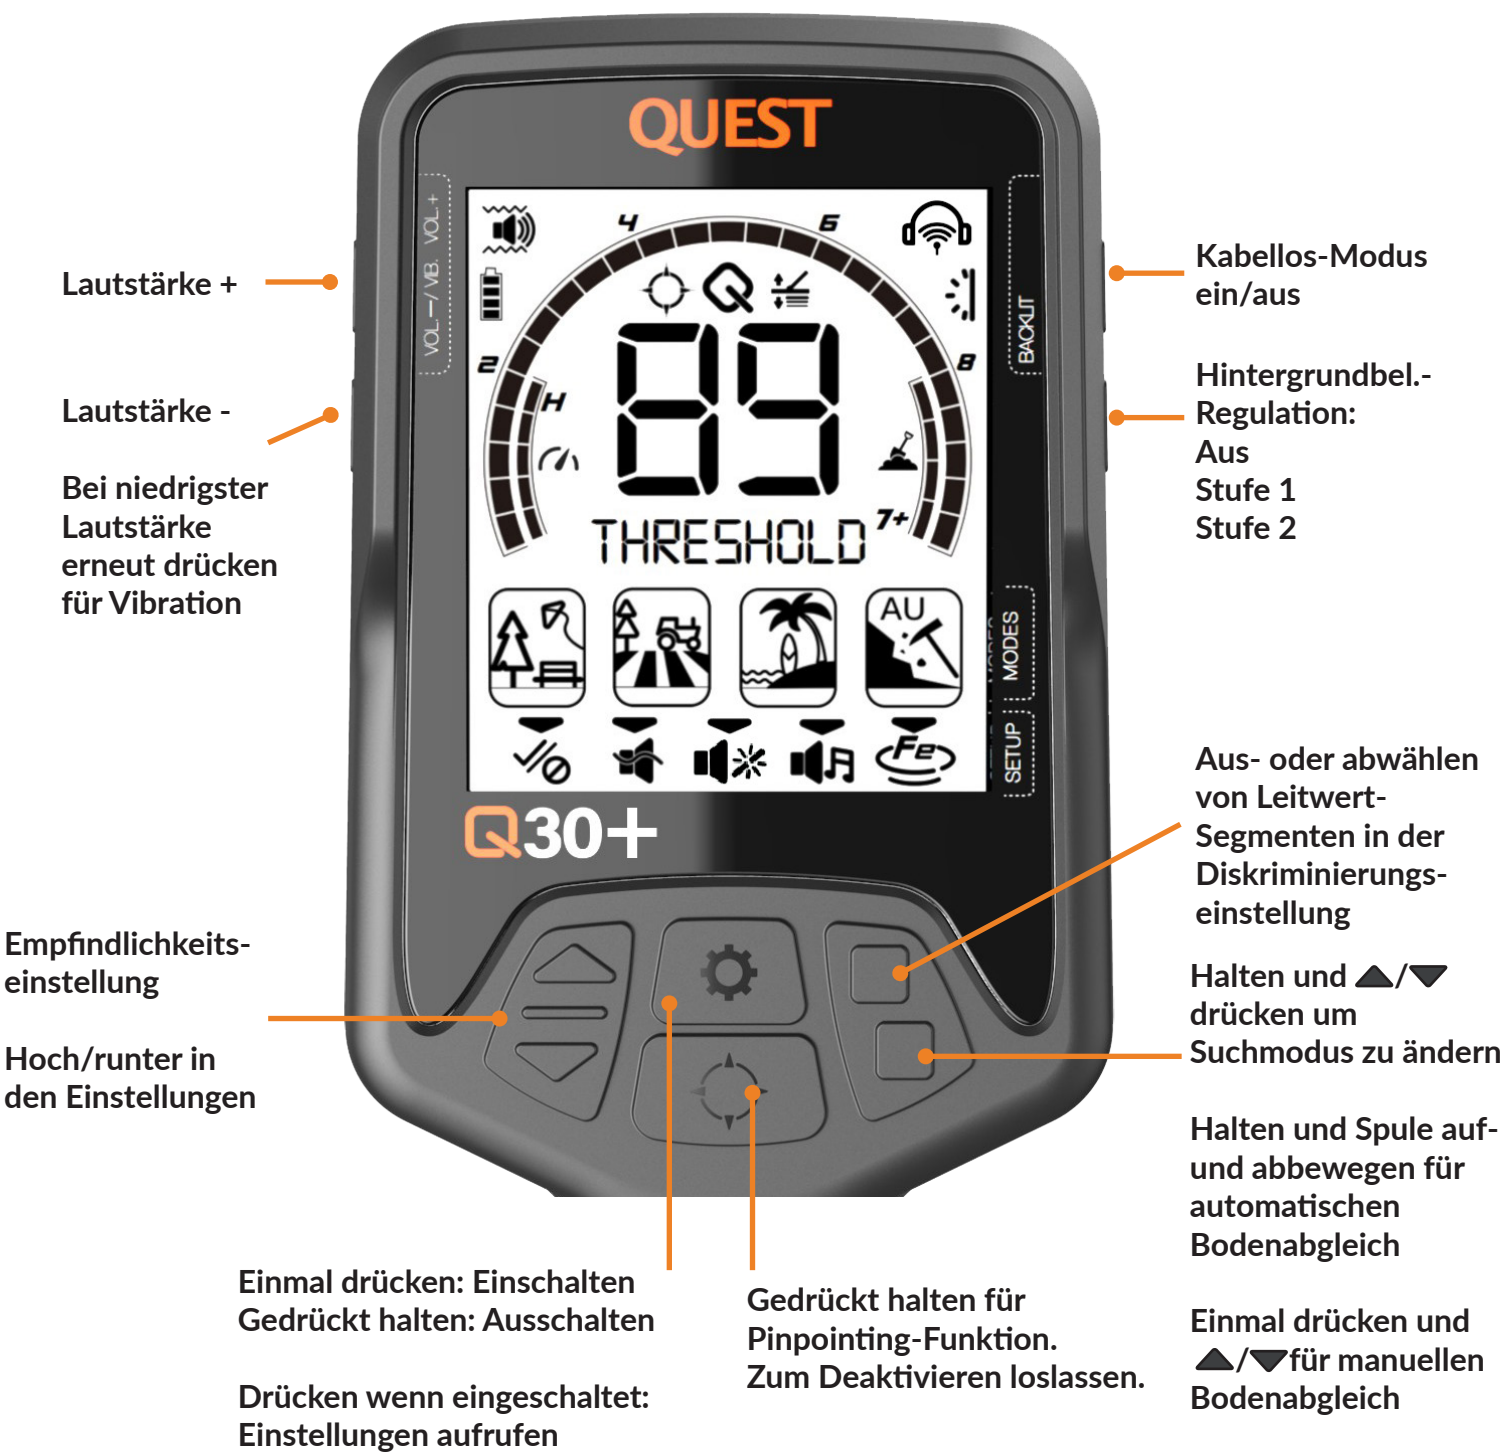 QUEST
VOL.—/ VIB. VOL.+
4
6
2
8
H
89
7+
THRESHOLD
BACKLIT
AU
MODES
SETUP
Fe
Q30+
Lautstärke +
Lautstärke -
Bei niedrigster
Lautstärke
erneut drücken
für Vibration
Empfindlichkeits-
einstellung
Hoch/runter in
den Einstellungen
Kabellos-Modus
ein/aus
Hintergrundbel.-
Regulation:
Aus
Stufe 1
Stufe 2
Aus- oder abwählen
von Leitwert-
Segmenten in der
Diskriminierungs-
einstellung
Halten und ▲/▼
drücken um
Suchmodus zu ändern
Halten und Spule auf-
und abbewegen für
automatischen
Bodenabgleich
Einmal drücken und
▲/▼für manuellen
Bodenabgleich
Einmal drücken: Einschalten
Gedrückt halten: Ausschalten
Drücken wenn eingeschaltet:
Einstellungen aufrufen
Gedrückt halten für
Pinpointing-Funktion.
Zum Deaktivieren loslassen.